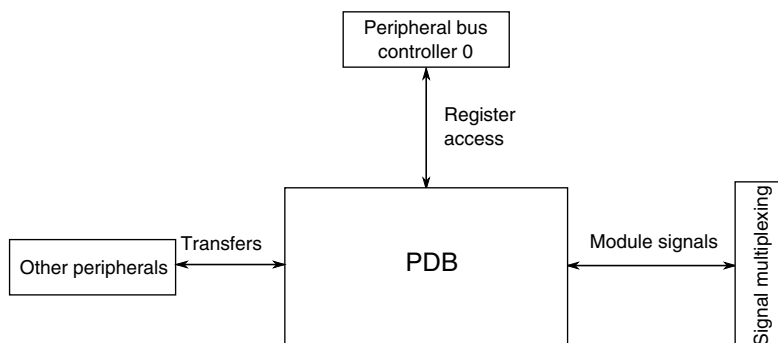 Peripheral bus
controller 0
Register
access
Other peripherals
Transfers
PDB
Module signals
Signal multiplexing